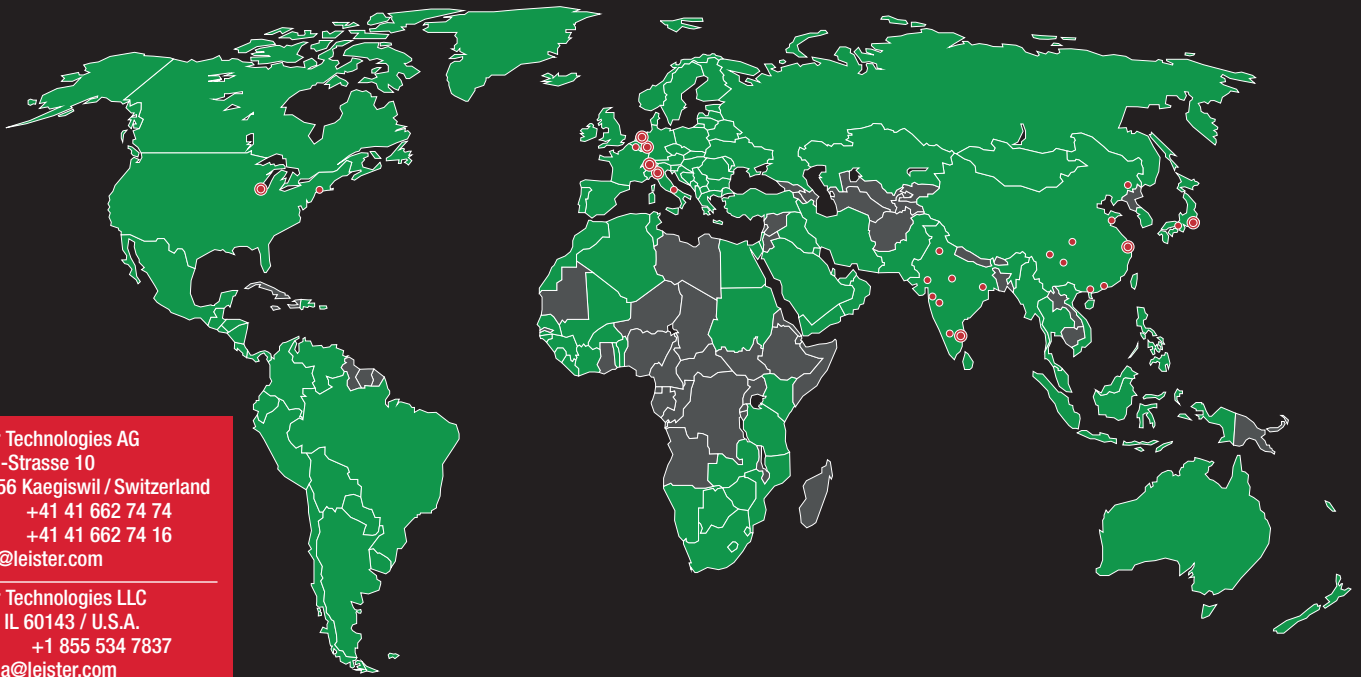 Technologies AG
-Strasse 10
56 Kaegiswil / Switzerland
+41 41 662 74 74
+41 41 662 74 16
@leister.com
Technologies LLC
IL 60143 / U.S.A.
+1 855 534 7837
a@leister.com